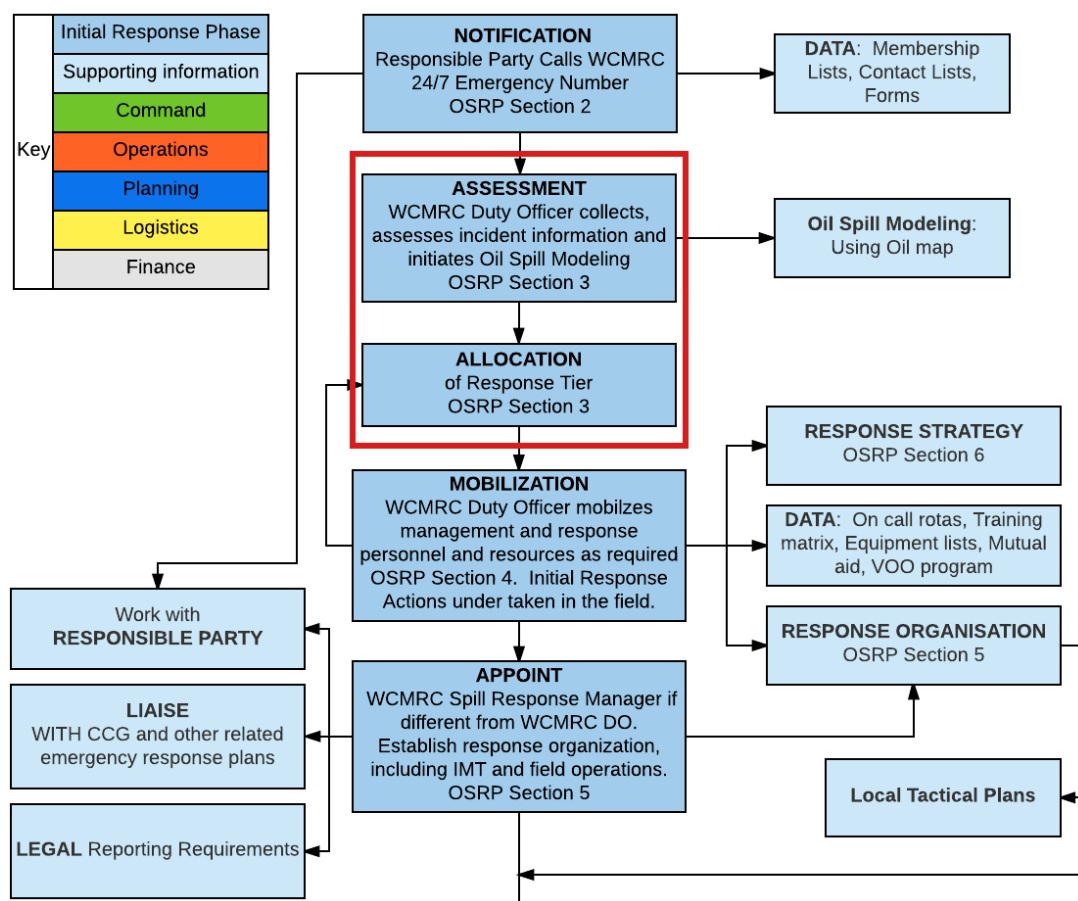 Key
Initial Response Phase
Supporting information
Command
Operations
Planning
Logistics
Finance
NOTIFICATION
Responsible Party Calls WCMRC
24/7 Emergency Number
OSRP Section 2
DATA: Membership
Lists, Contact Lists,
Forms
ASSESSMENT
WCMRC Duty Officer collects,
assesses incident information and
initiates Oil Spill Modeling
OSRP Section 3
Oil Spill Modeling:
Using Oil map
ALLOCATION
of Response Tier
OSRP Section 3
MOBILIZATION
WCMRC Duty Officer mobilzes
management and response
personnel and resources as required
OSRP Section 4. Initial Response
Actions under taken in the field.
RESPONSE STRATEGY
OSRP Section 6
DATA: On call rotas, Training
matrix, Equipment lists, Mutual
aid, VOO program
RESPONSE ORGANISATION
OSRP Section 5
Work with
RESPONSIBLE PARTY
LIAISE
WITH CCG and other related
emergency response plans
LEGAL Reporting Requirements
APPOINT
WCMRC Spill Response Manager if
different from WCMRC DO.
Establish response organization,
including IMT and field operations.
OSRP Section 5
Local Tactical Plans